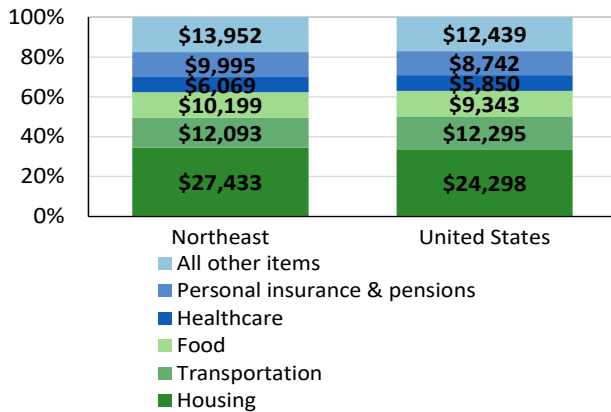 100%
80%
60%
40%
20%
0%
$13,952
$9,995
$6,069
$10,199
$12,093
$27,433
$12,439
$8,742
$5,850
$9,343
$12,295
$24,298
Northeast
United States
All other items
Personal insurance & pensions
Healthcare
Food
Transportation
Housing